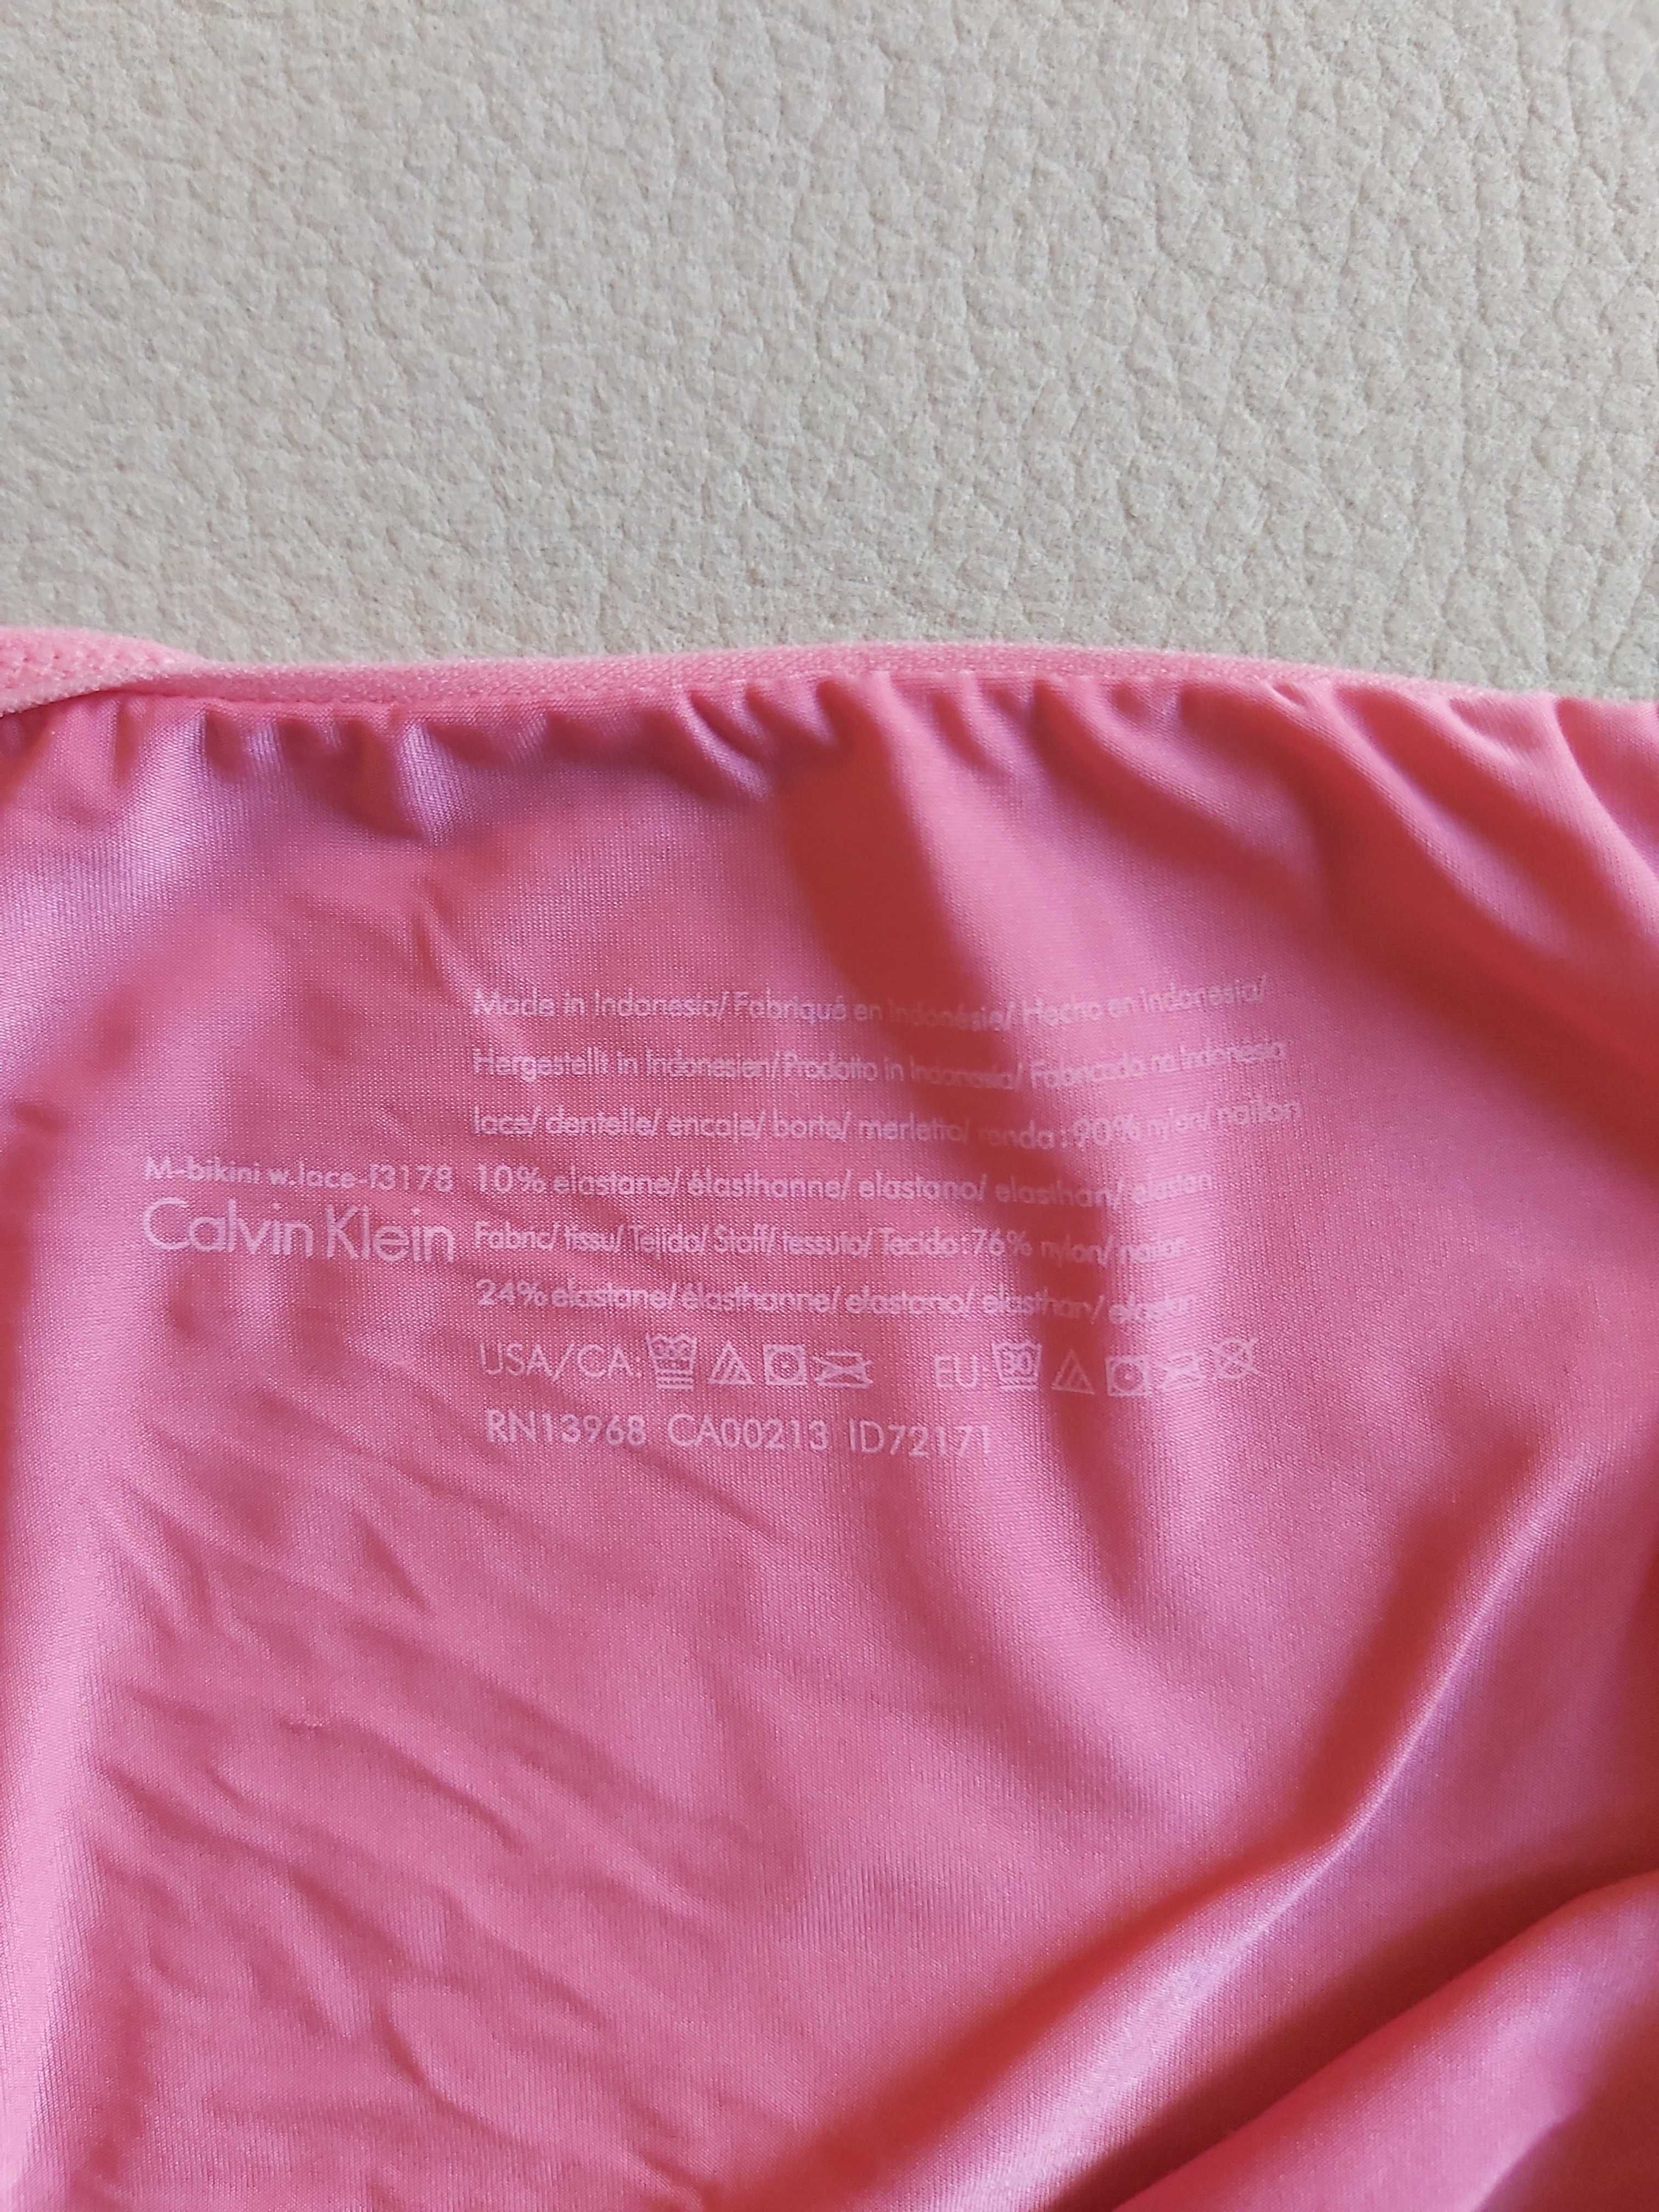 Made in Indonesia/ Fabriqué en Indonésie/ Hecho en Indonesia/
Hergestellt in Indonesien/ Prodotto in Indonesia/ Fabricado na Indonésia
lace/ dentelle/ encaje/ borte/ merletto/ renda : 90% nylon/ nailon
M-bikini w.lace-f3178
10% elastane/ élasthanne/ elastano/ elasthan/ elastan
Calvin Klein
Fabric/ tissu/ Tejido/ Stoff/ tessuto/ Tecido : 76% nylon/ nailon
24% elastane/ élasthanne/ elastano/ elasthan/ elastan
USA/CA: EU: 30
RN13968 CA00213 ID72171